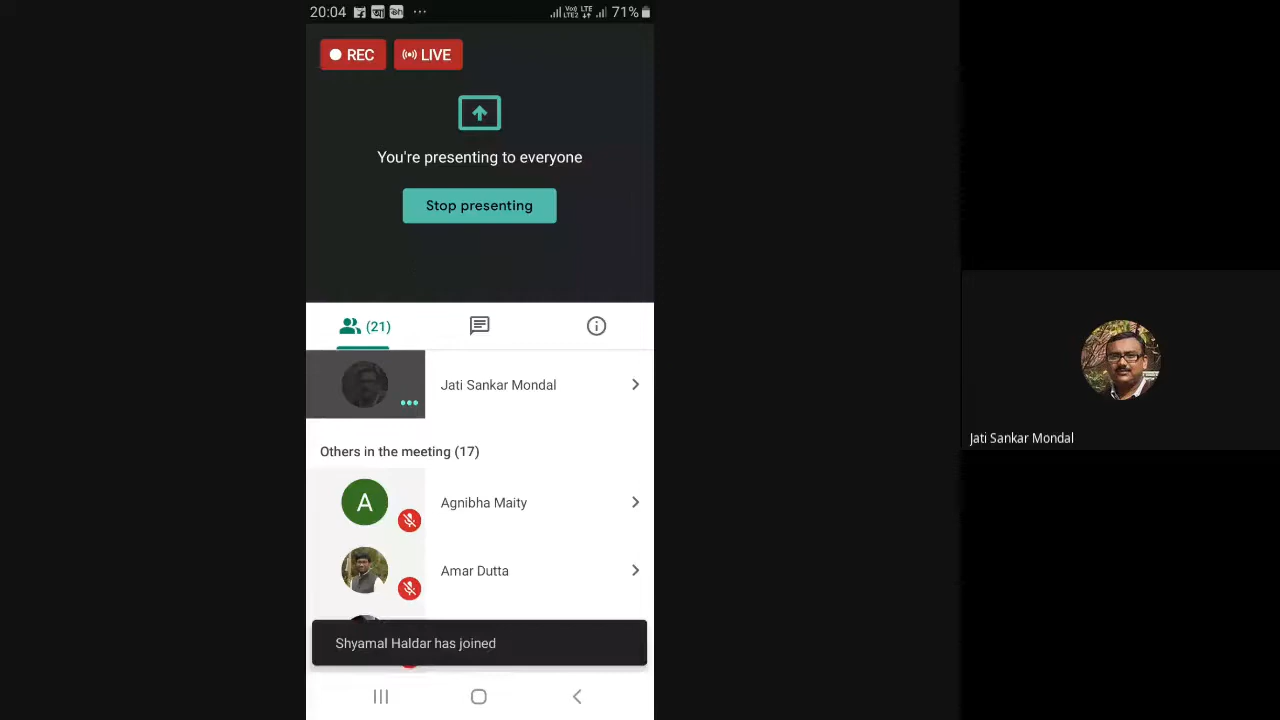 20:04 ... 71%
REC LIVE
You're presenting to everyone
Stop presenting
(21)
Jati Sankar Mondal
Others in the meeting (17)
A Agnibha Maity
Amar Dutta
Shyamal Haldar has joined
Jati Sankar Mondal